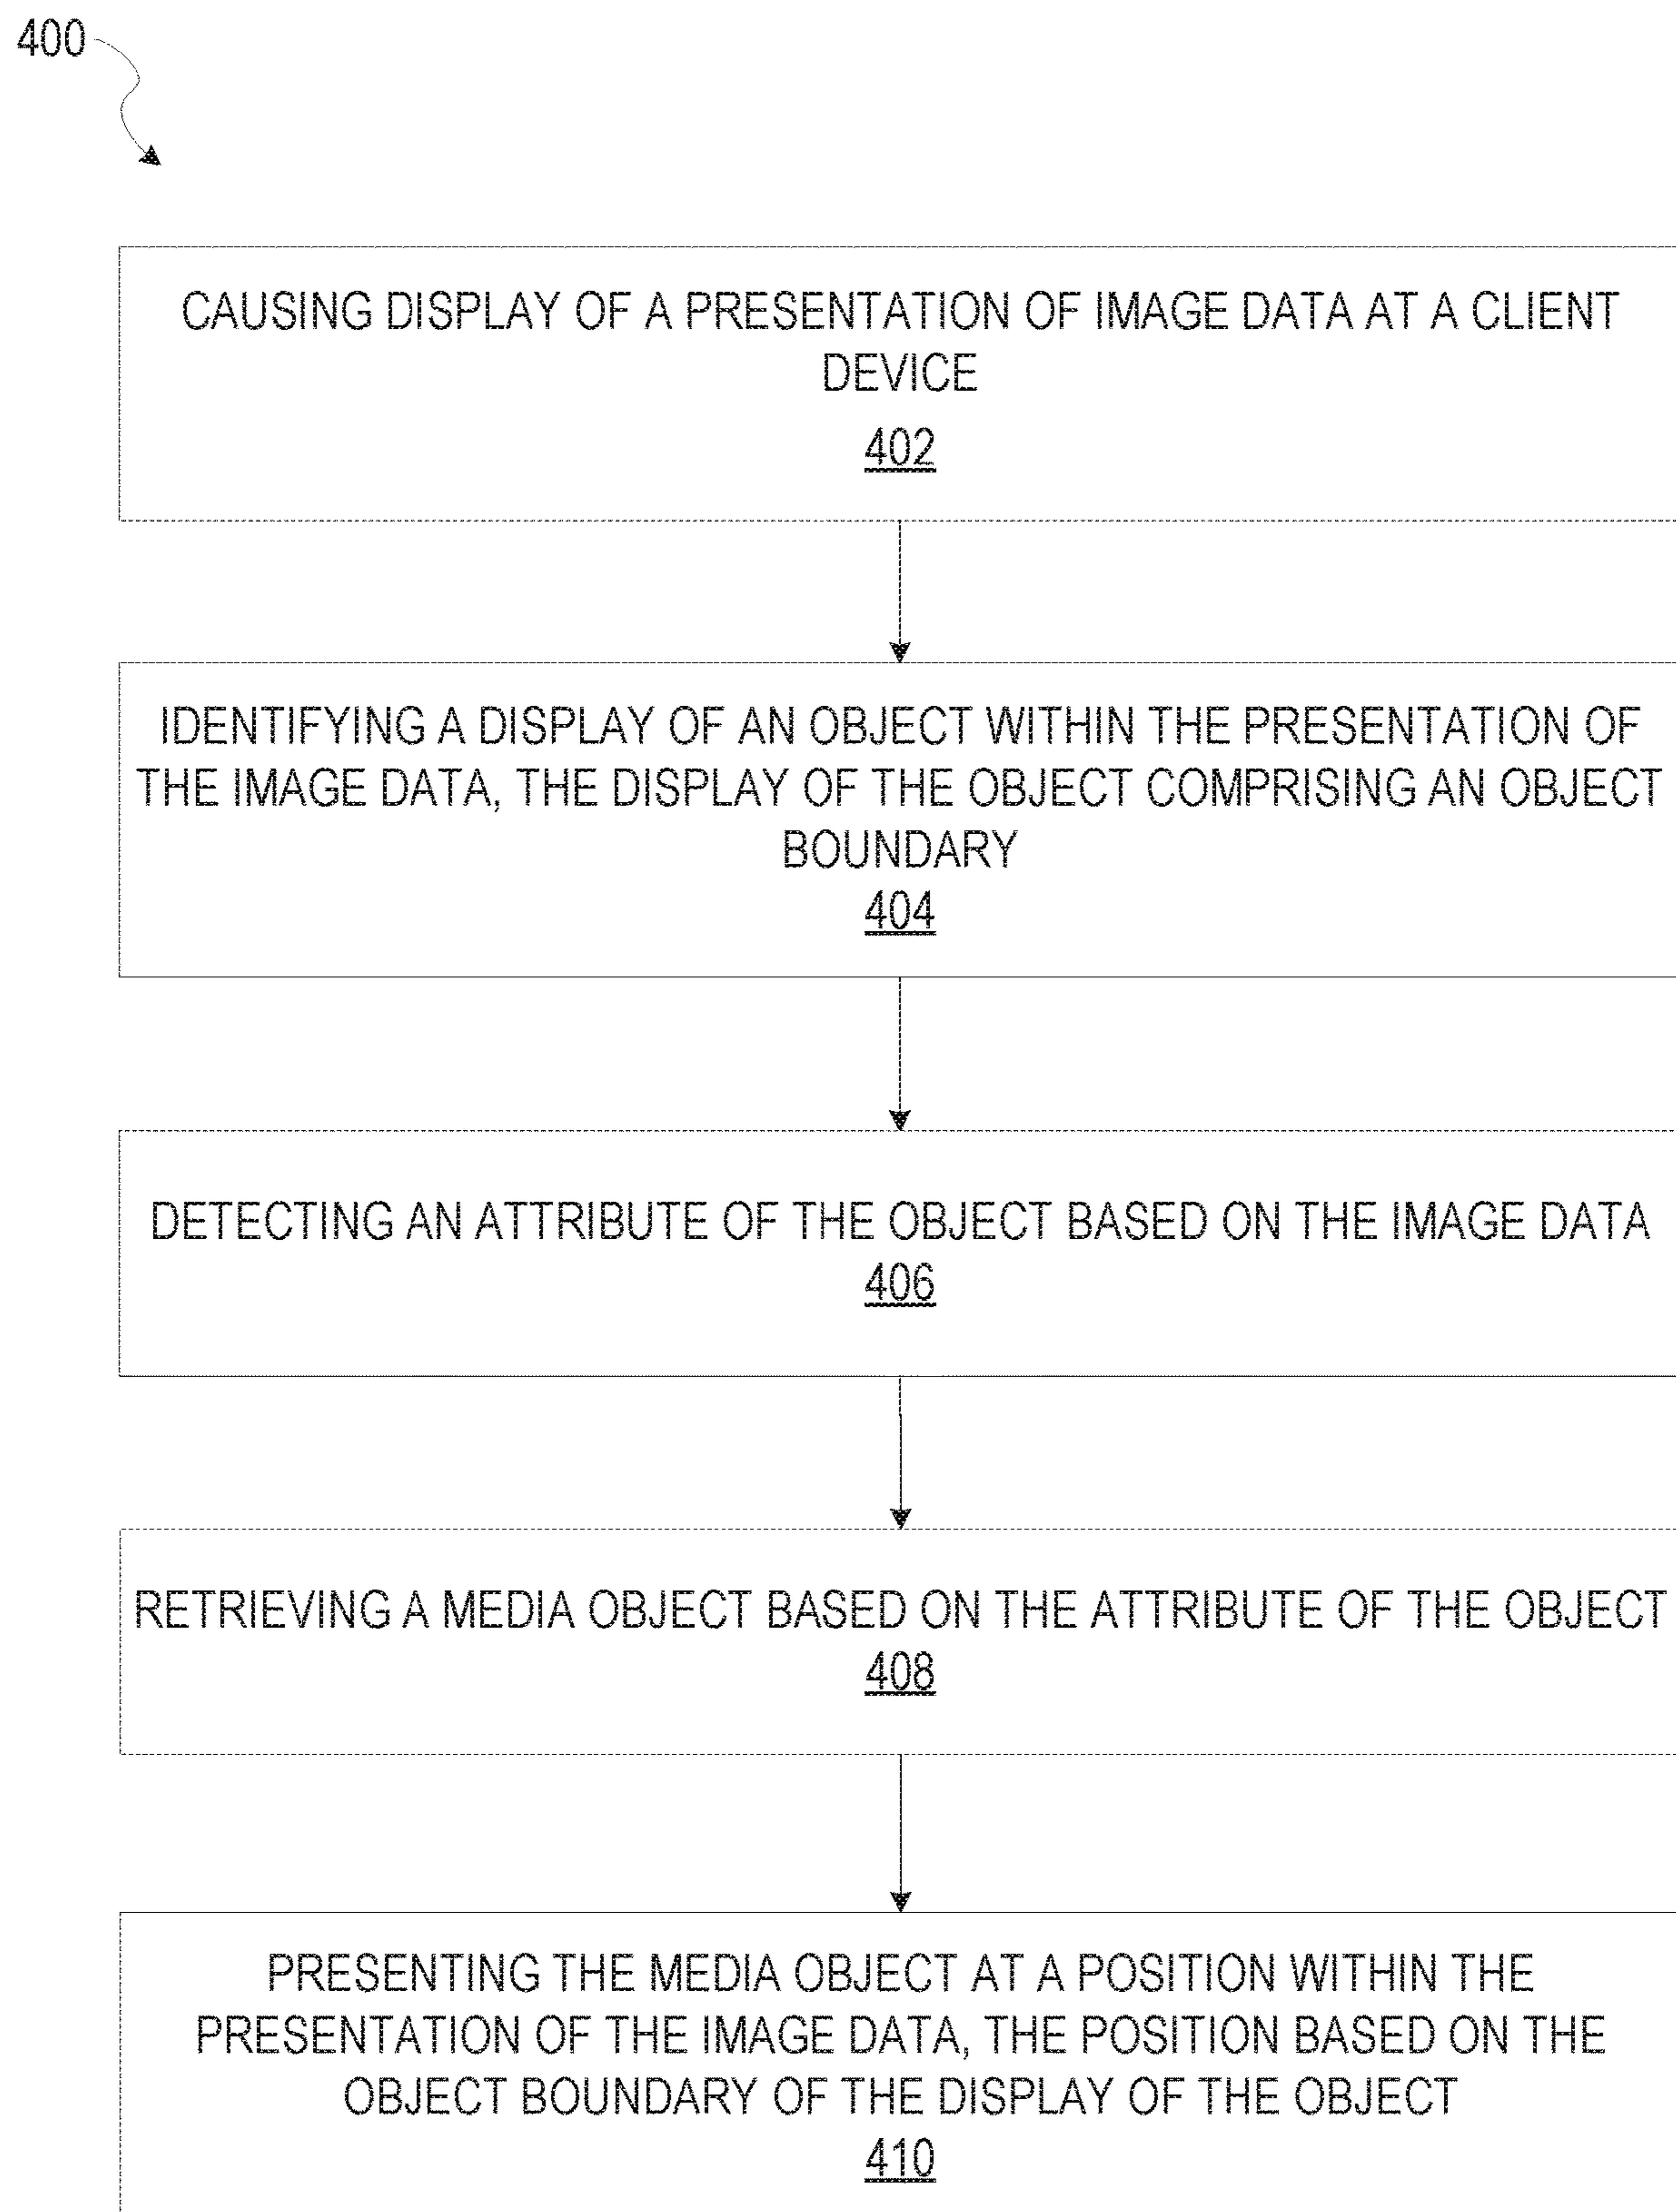 400
CAUSING DISPLAY OF A PRESENTATION OF IMAGE DATA AT A CLIENT
DEVICE
402
IDENTIFYING A DISPLAY OF AN OBJECT WITHIN THE PRESENTATION OF
THE IMAGE DATA, THE DISPLAY OF THE OBJECT COMPRISING AN OBJECT
BOUNDARY
404
DETECTING AN ATTRIBUTE OF THE OBJECT BASED ON THE IMAGE DATA
406
RETRIEVING A MEDIA OBJECT BASED ON THE ATTRIBUTE OF THE OBJECT
408
PRESENTING THE MEDIA OBJECT AT A POSITION WITHIN THE
PRESENTATION OF THE IMAGE DATA, THE POSITION BASED ON THE
OBJECT BOUNDARY OF THE DISPLAY OF THE OBJECT
410